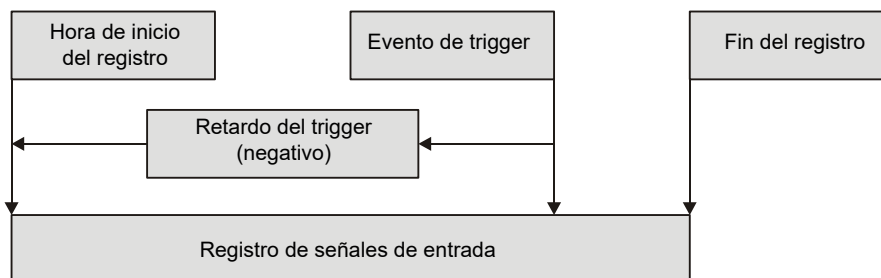 Hora de inicio
del registro
Evento de trigger
Fin del registro
Retardo del trigger
(negativo)
Registro de señales de entrada